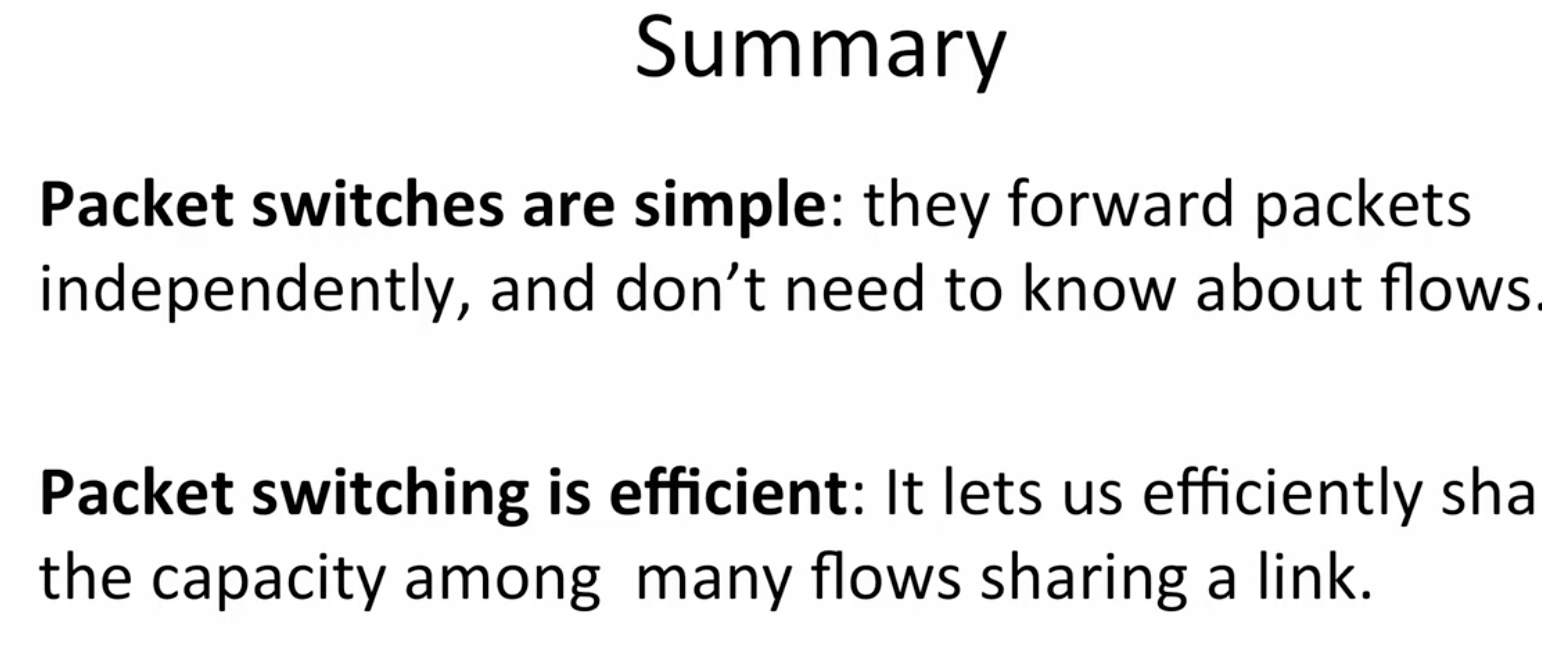 Summary
Packet switches are simple: they forward packets
independently, and don’t need to know about flows.
Packet switching is efficient: It lets us efficiently sha
the capacity among  many flows sharing a link.